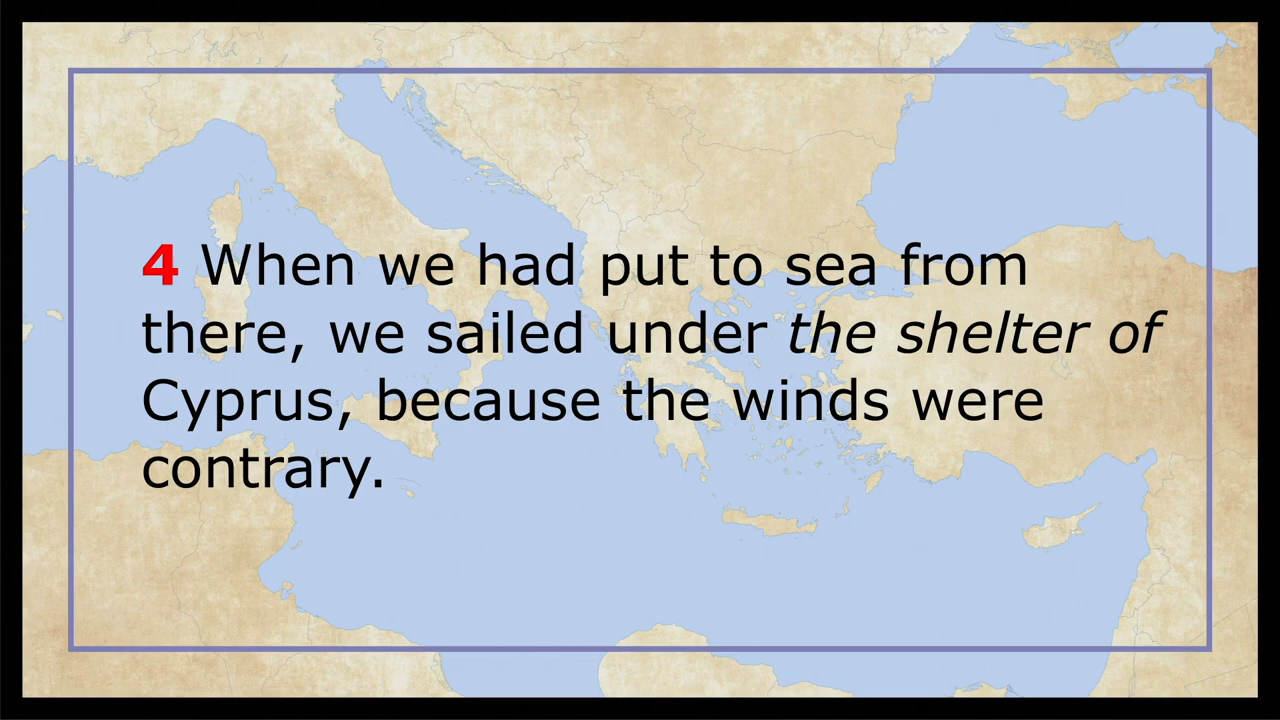 4 When we had put to sea from
there, we sailed under the shelter of
Cyprus, because the winds were
contrary.